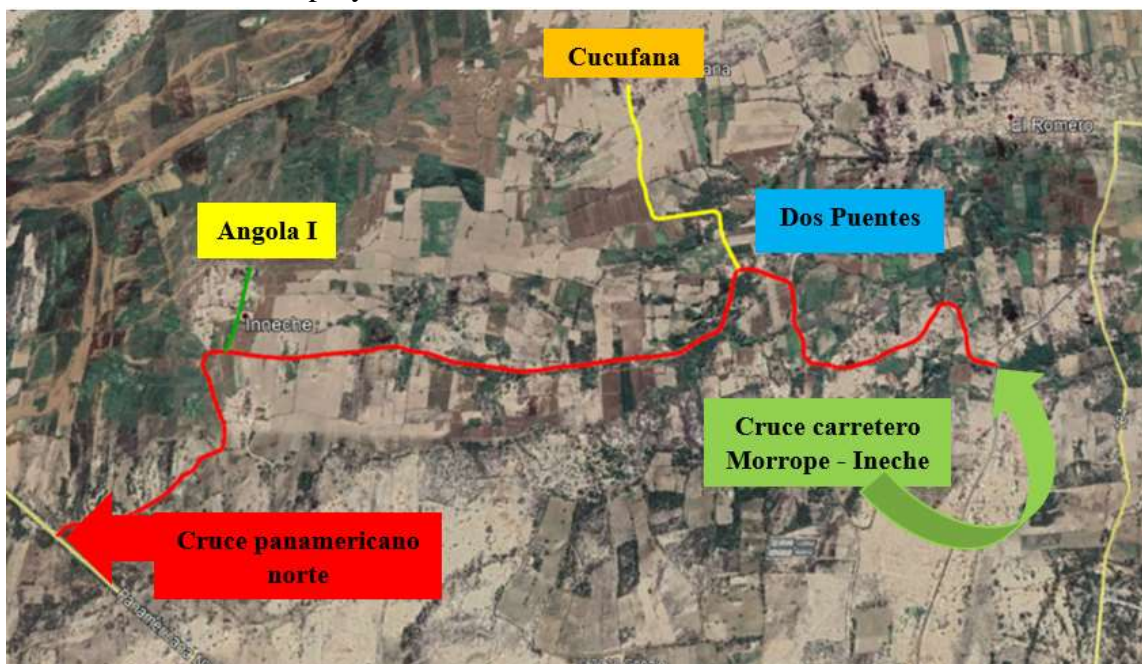 Cucufana
El Romero
Dos Puentes
Angola I
Inneche
Cruce carretero
Morrope - Ineche
Cruce panamericano
norte